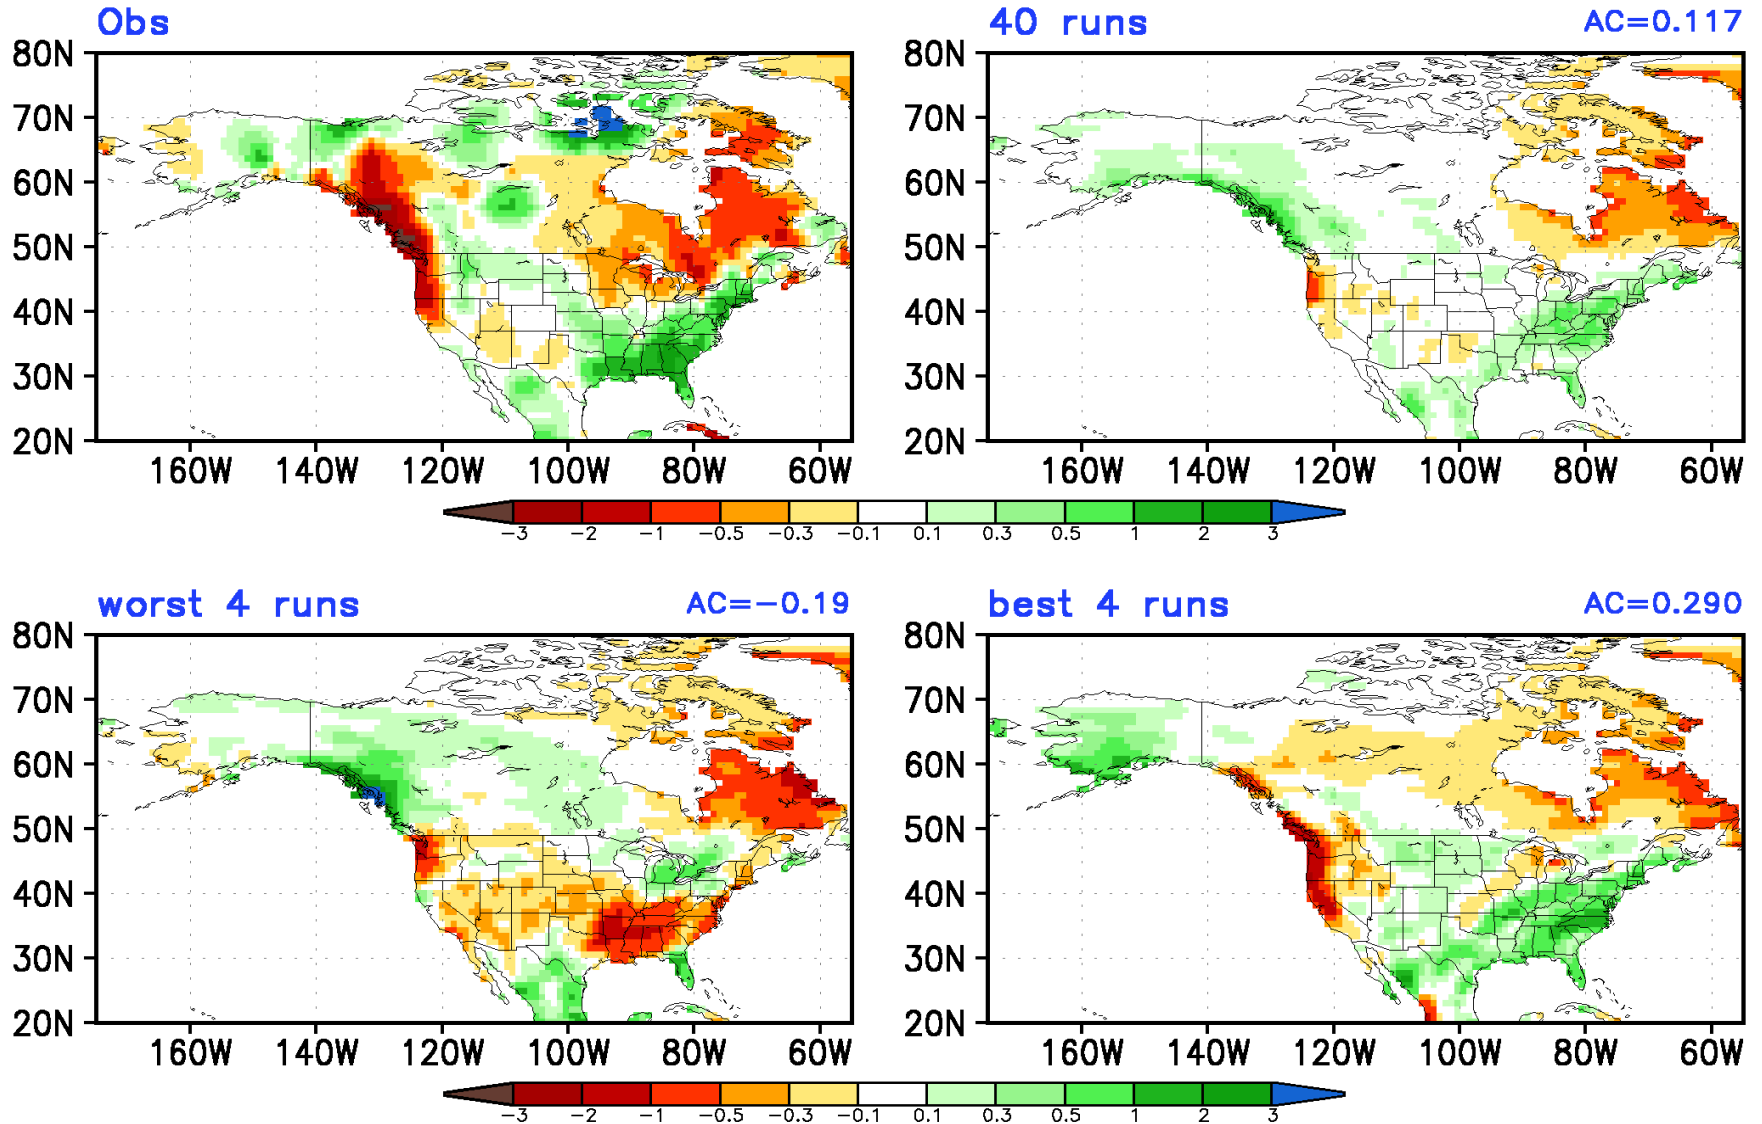 Obs
40 runs AC=0.117
80N 80N
70N 70N
60N 60N
50N 50N
40N 40N
30N 30N
20N 20N
160W 140W 120W 100W 80W 60W 160W 140W 120W 100W 80W 60W
-3 -2 -1 -0.5 -0.3 -0.1 0.1 0.3 0.5 1 2 3
worst 4 runs AC=-0.19
best 4 runs AC=0.290
80N 80N
70N 70N
60N 60N
50N 50N
40N 40N
30N 30N
20N 20N
160W 140W 120W 100W 80W 60W 160W 140W 120W 100W 80W 60W
-3 -2 -1 -0.5 -0.3 -0.1 0.1 0.3 0.5 1 2 3